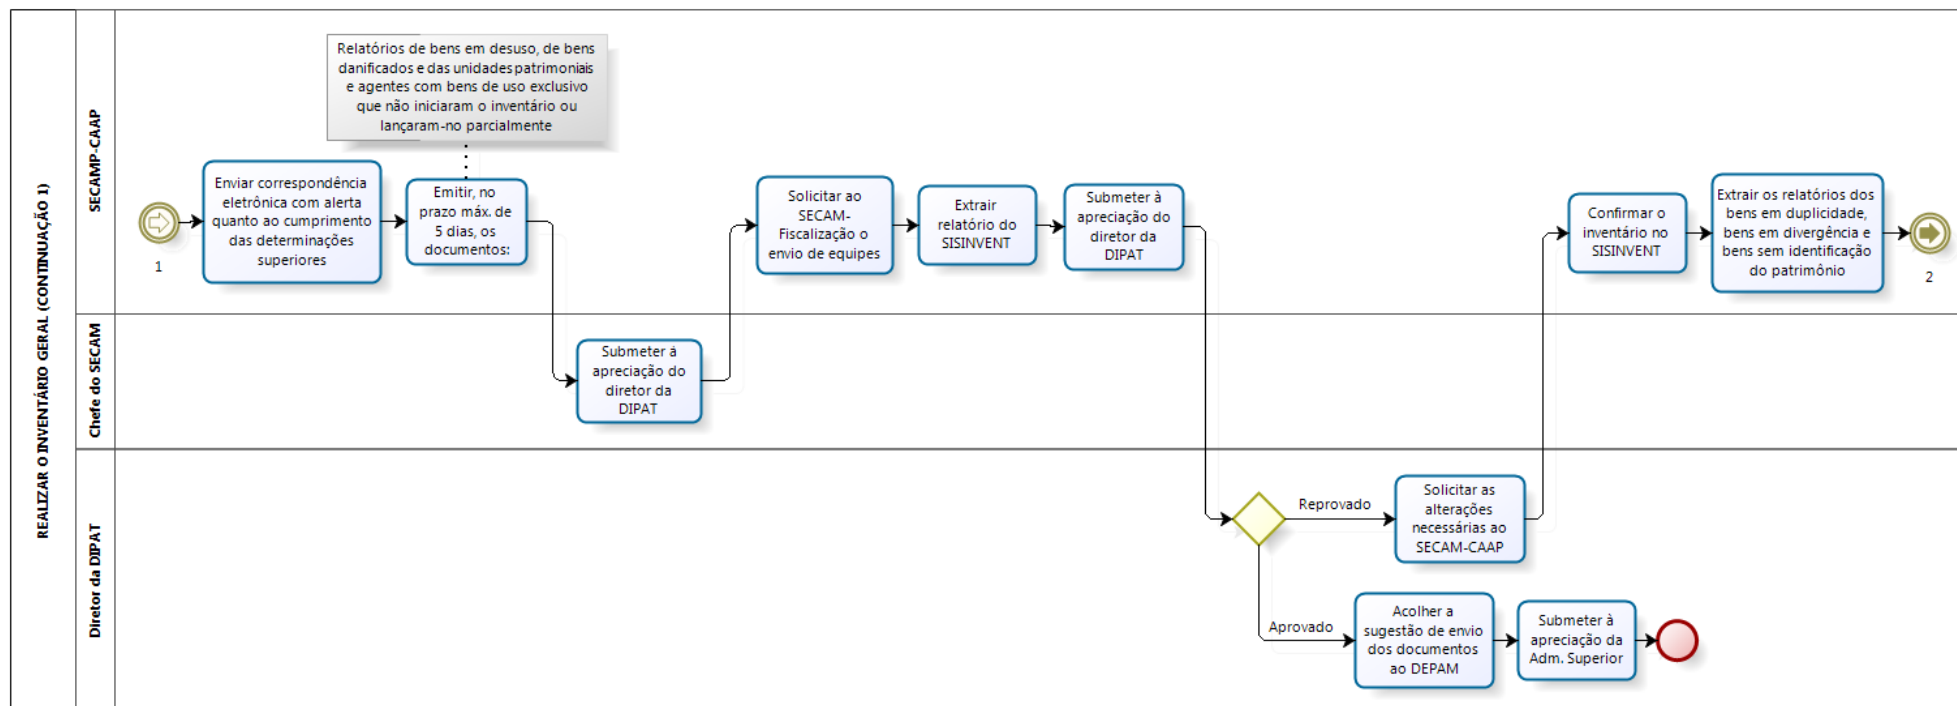 REALIZAR O INVENTÁRIO GERAL (CONTINUAÇÃO 1)
SECAMP-CAAP
Relatórios de bens em desuso, de bens
danificados e das unidades patrimoniais
e agentes com bens de uso exclusivo
que não iniciaram o inventário ou
lançaram-no parcialmente
1
Enviar correspondência
eletrônica com alerta
quanto ao cumprimento
das determinações
superiores
Emitir, no
prazo máx. de
5 dias, os
documentos:
Solicitar ao
SECAM-
Fiscalização o
envio de equipes
Extrair
relatório do
SISINVENT
Submeter à
apreciação do
diretor da
DIPAT
Confirmar o
inventário no
SISINVENT
Extrair os relatórios dos
bens em duplicidade,
bens em divergência e
bens sem identificação
do patrimônio
2
Chefe do SECAM
Submeter à
apreciação do
diretor da
DIPAT
Diretor da DIPAT
Reprovado
Solicitar as
alterações
necessárias ao
SECAM-CAAP
Aprovado
Acolher a
sugestão de envio
dos documentos
ao DEPAM
Submeter à
apreciação da
Adm. Superior